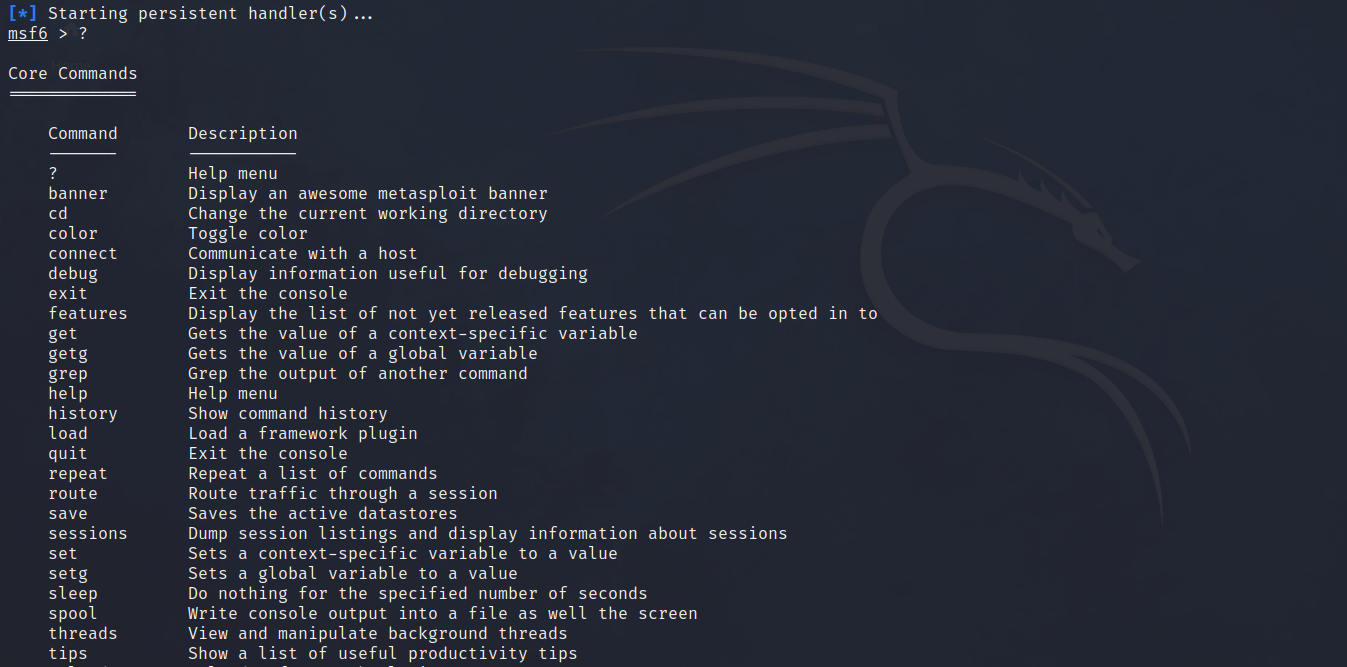 [*] Starting persistent handler(s)...
msf6 > ?
Core Commands
=============
Command Description
------- -----------
? Help menu
banner Display an awesome metasploit banner
cd Change the current working directory
color Toggle color
connect Communicate with a host
debug Display information useful for debugging
exit Exit the console
features Display the list of not yet released features that can be opted in to
get Gets the value of a context-specific variable
getg Gets the value of a global variable
grep Grep the output of another command
help Help menu
history Show command history
load Load a framework plugin
quit Exit the console
repeat Repeat a list of commands
route Route traffic through a session
save Saves the active datastores
sessions Dump session listings and display information about sessions
set Sets a context-specific variable to a value
setg Sets a global variable to a value
sleep Do nothing for the specified number of seconds
spool Write console output into a file as well the screen
threads View and manipulate background threads
tips Show a list of useful productivity tips